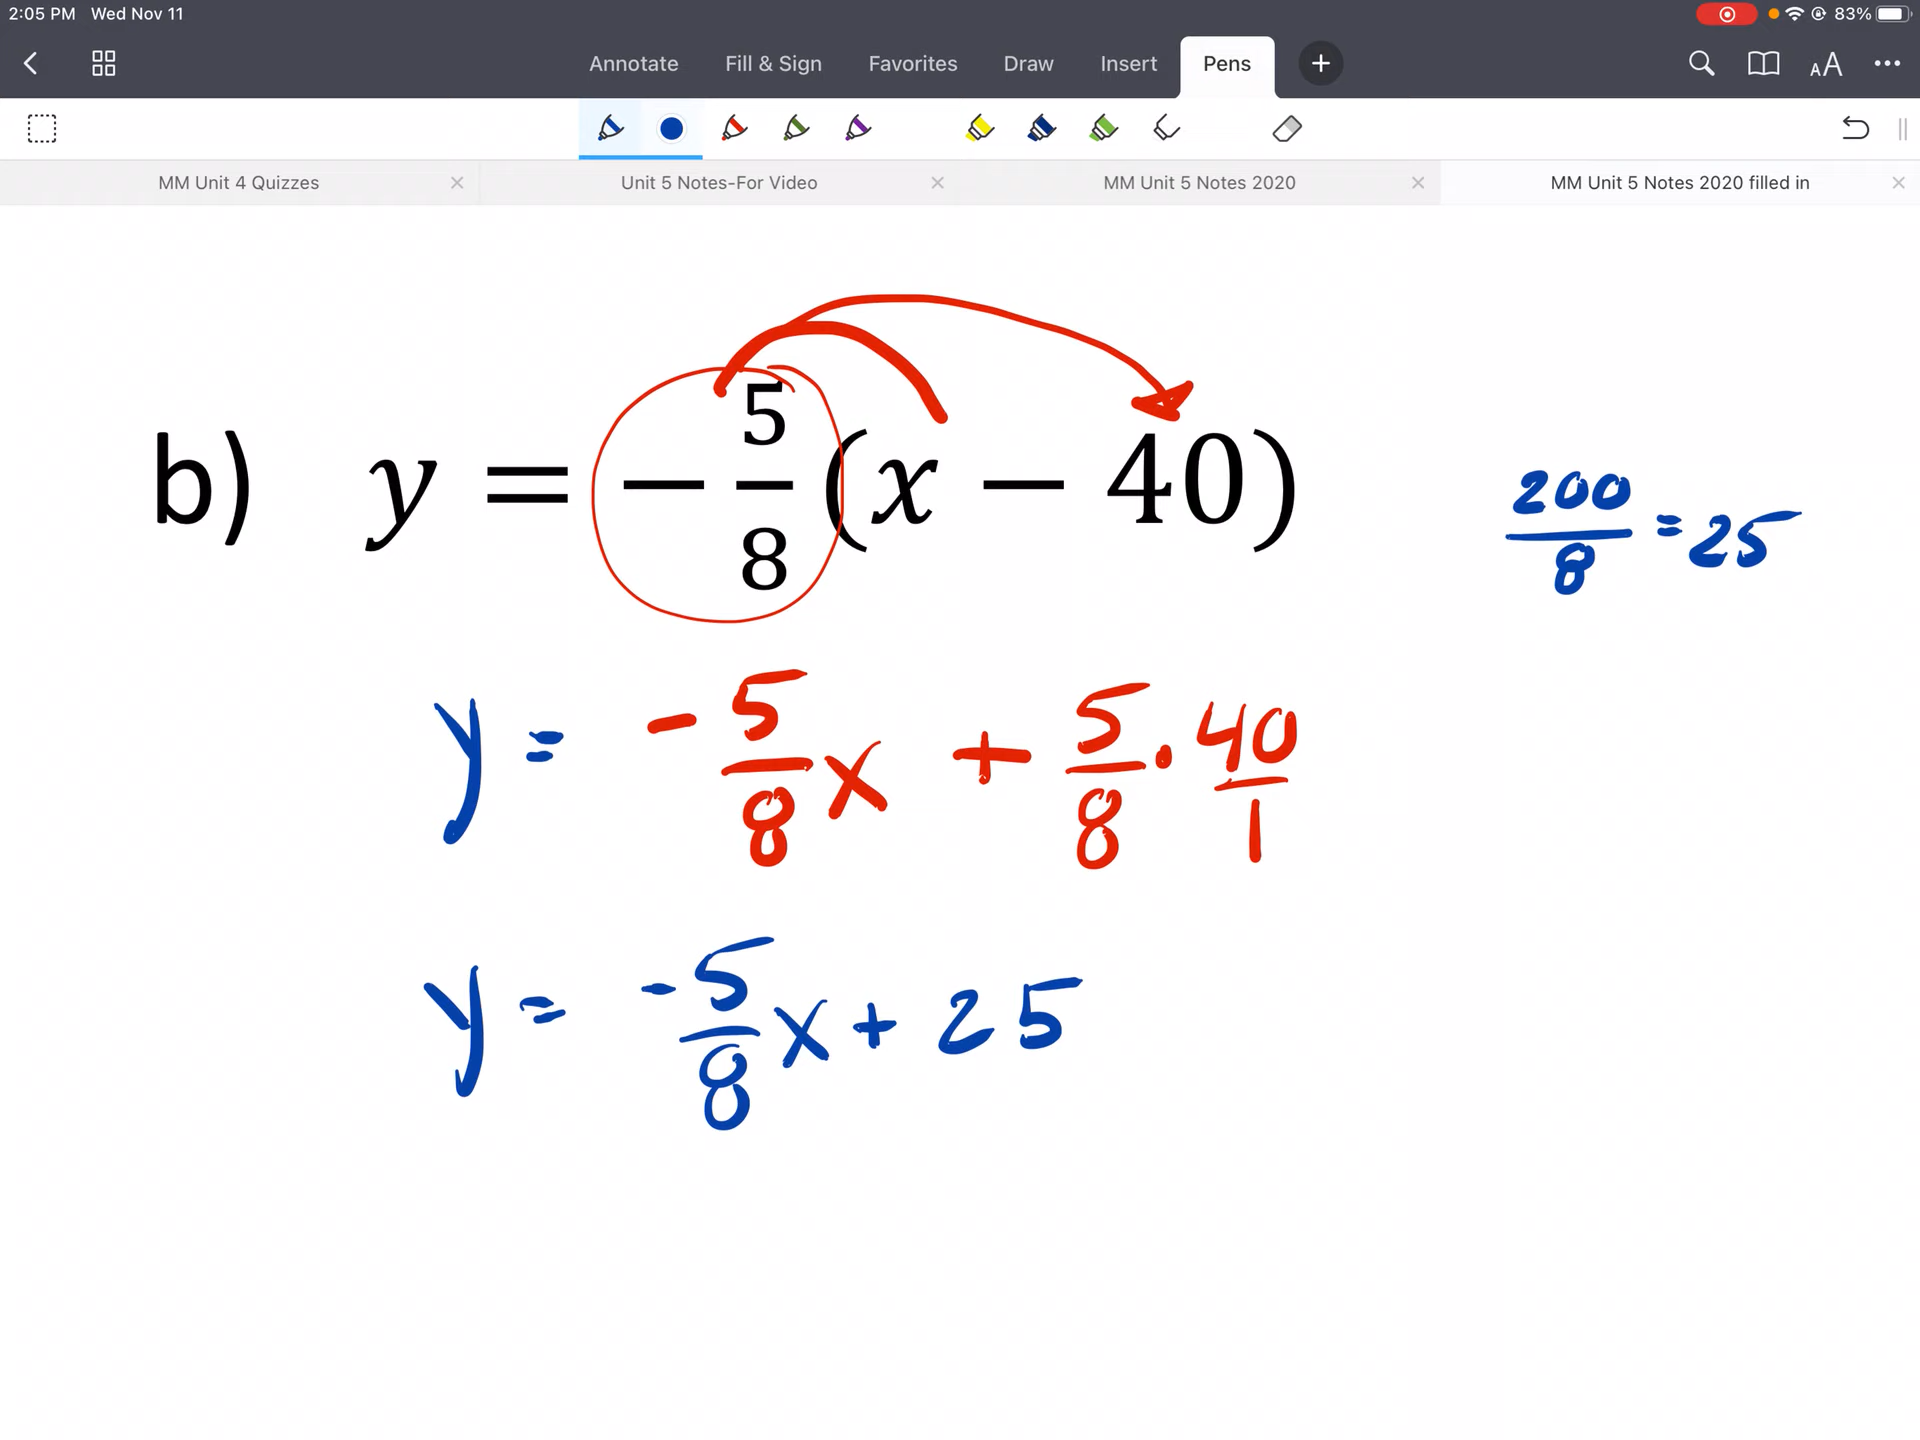 2:05 PM Wed Nov 11 83%
Annotate Fill & Sign Favorites Draw Insert Pens +
AA
MM Unit 4 Quizzes × Unit 5 Notes-For Video × MM Unit 5 Notes 2020 × MM Unit 5 Notes 2020 filled in ×
b) y = −5/8(x − 40)
200/8 = 25
y = -5/8x + 5/8 · 40/1
y = -5/8x + 25